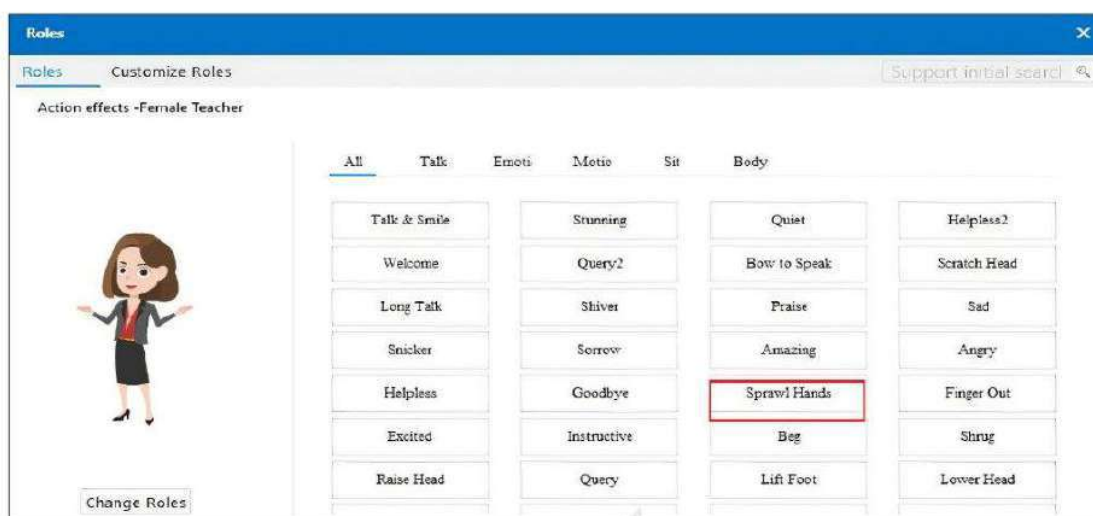 Roles
Roles Customize Roles Support initial searcl
Action effects -Female Teacher
All Talk Emoti Motio Sit Body
Talk & Smile Stunning Quiet Helpless2
Welcome Query2 Bow to Speak Scratch Head
Long Talk Shiver Praise Sad
Snicker Sorrow Amazing Angry
Helpless Goodbye Sprawl Hands Finger Out
Excited Instructive Beg Shrug
Raise Head Query Lift Foot Lower Head
Change Roles